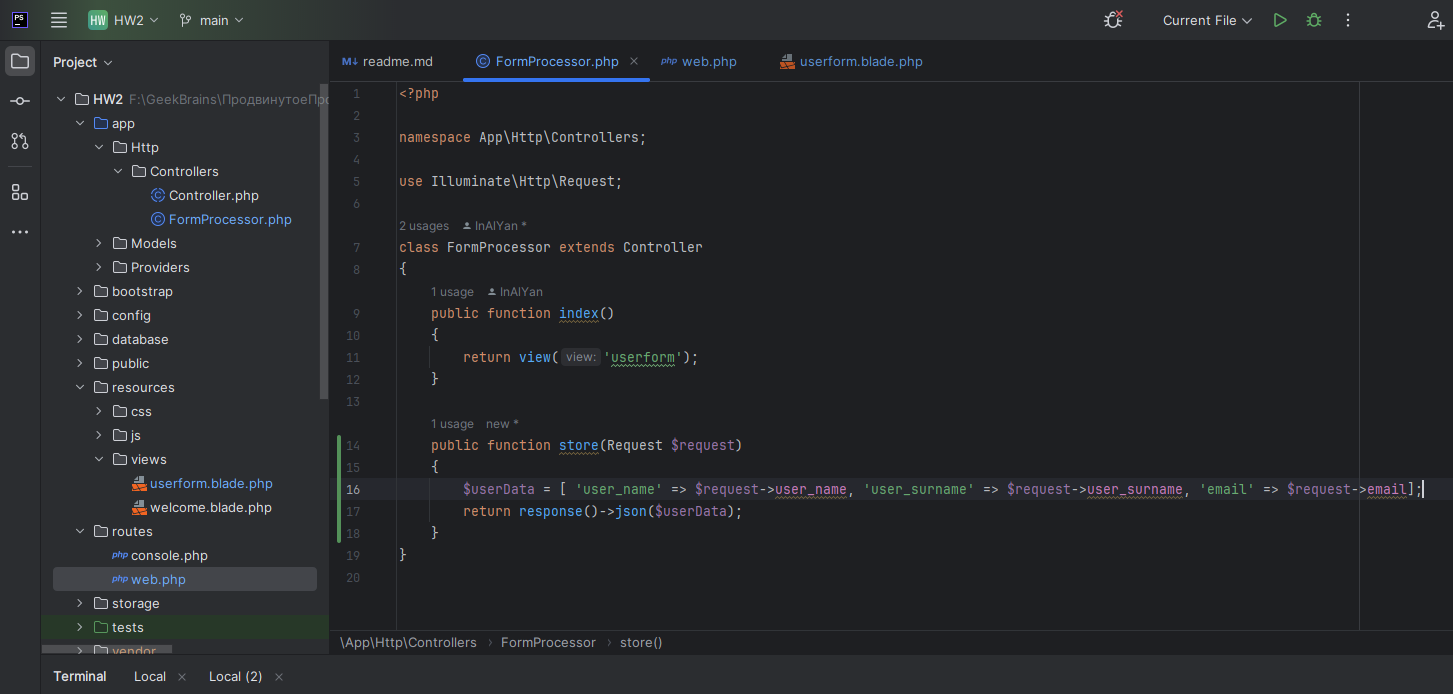 PS HW HW2 main Current File
Project
readme.md FormProcessor.php web.php userform.blade.php
HW2 F:\GeekBrains\ПродвинутоеПро
app
Http
Controllers
Controller.php
FormProcessor.php
Models
Providers
bootstrap
config
database
public
resources
css
js
views
userform.blade.php
welcome.blade.php
routes
console.php
web.php
storage
tests
vendor
1 <?php
2
3 namespace App\Http\Controllers;
4
5 use Illuminate\Http\Request;
6
2 usages InAlYan *
7 class FormProcessor extends Controller
8 {
1 usage InAlYan
9 public function index()
10 {
11 return view( view: 'userform');
12 }
13
1 usage new *
14 public function store(Request $request)
15 {
16 $userData = [ 'user_name' => $request->user_name, 'user_surname' => $request->user_surname, 'email' => $request->email];
17 return response()->json($userData);
18 }
19 }
20
\App\Http\Controllers › FormProcessor › store()
Terminal Local × Local (2) ×